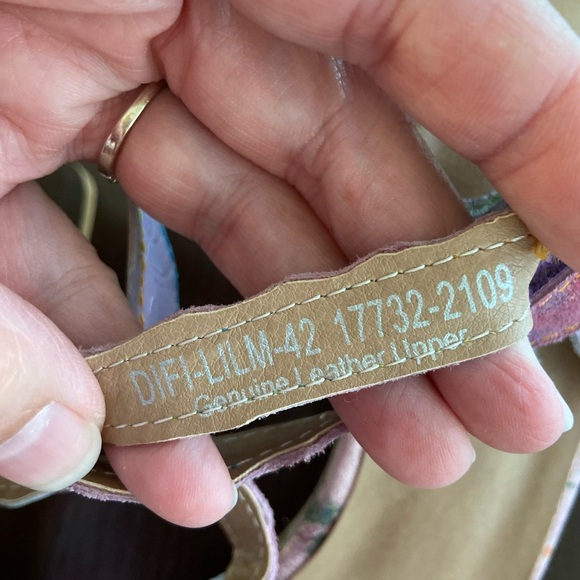 DIFI-LILM-42 17732-2109
Genuine Leather Upper